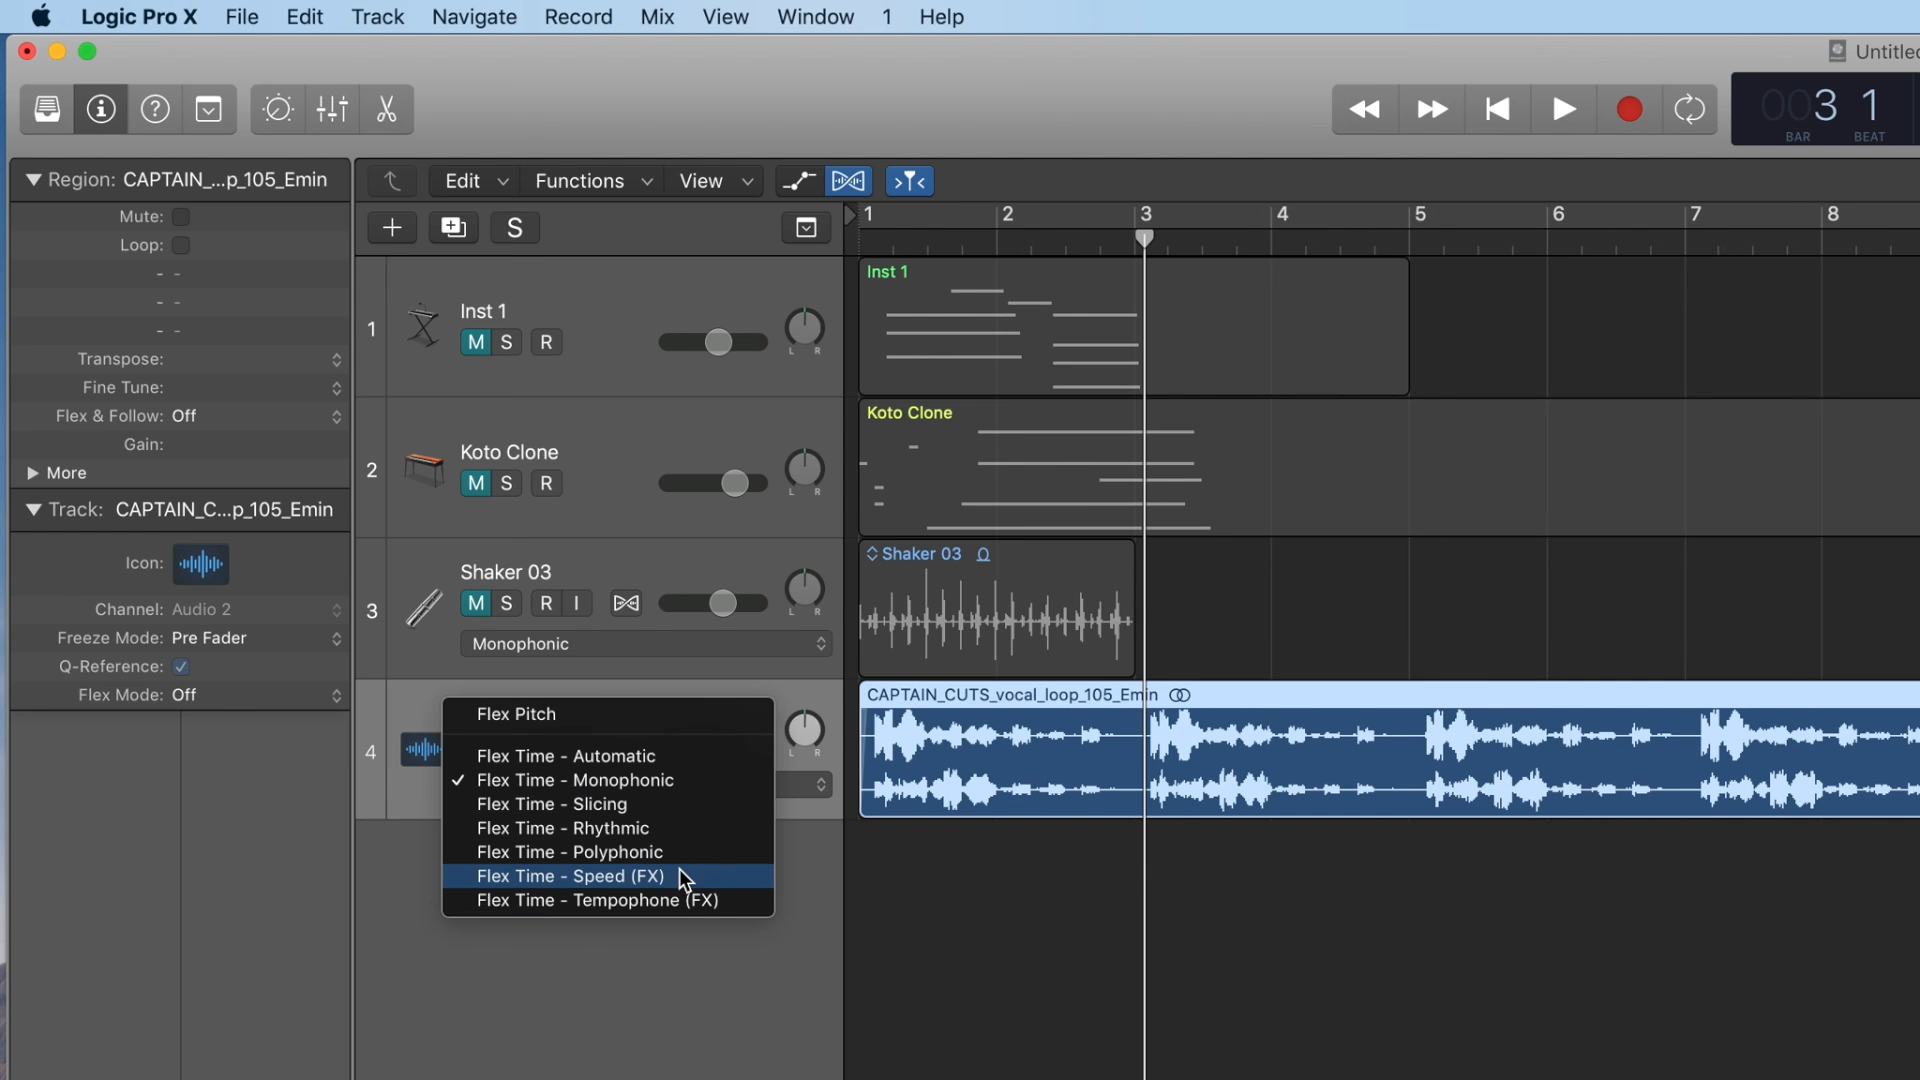 Logic Pro X File Edit Track Navigate Record Mix View Window 1 Help
003 1
BAR BEAT
Region: CAPTAIN_...p_105_Emin
Edit Functions View
Mute:
Loop:
- -
- -
- -
Transpose:
Fine Tune:
Flex & Follow: Off
Gain:
More
Track: CAPTAIN_C...p_105_Emin
Icon:
Channel: Audio 2
Freeze Mode: Pre Fader
Q-Reference:
Flex Mode: Off
S
1 2 3 4 5 6 7 8
1
Inst 1
M S R
L R
2
Koto Clone
M S R
L R
3
Shaker 03
M S R I
L R
Monophonic
4
L R
Flex Pitch
Flex Time - Automatic
✓ Flex Time - Monophonic
Flex Time - Slicing
Flex Time - Rhythmic
Flex Time - Polyphonic
Flex Time - Speed (FX)
Flex Time - Tempophone (FX)
Inst 1
Koto Clone
Shaker 03
CAPTAIN_CUTS_vocal_loop_105_Emin